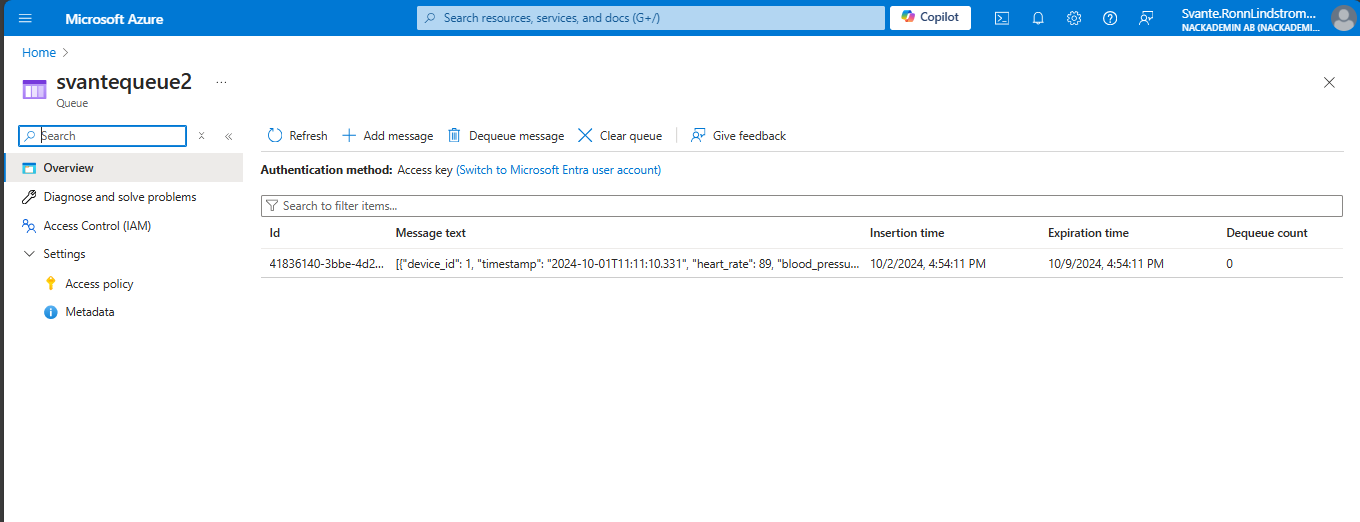 Microsoft Azure
Search resources, services, and docs (G+/)
Copilot
Svante.RonnLindstrom...
NACKADEMIN AB (NACKADEMI...
Home
svantequeue2
...
Queue
Search
Refresh
Add message
Dequeue message
Clear queue
Give feedback
Overview
Diagnose and solve problems
Access Control (IAM)
Settings
Access policy
Metadata
Authentication method: Access key (Switch to Microsoft Entra user account)
Search to filter items...
Id Message text Insertion time Expiration time Dequeue count
41836140-3bbe-4d2... [{"device_id": 1, "timestamp": "2024-10-01T11:11:10.331", "heart_rate": 89, "blood_pressu... 10/2/2024, 4:54:11 PM 10/9/2024, 4:54:11 PM 0